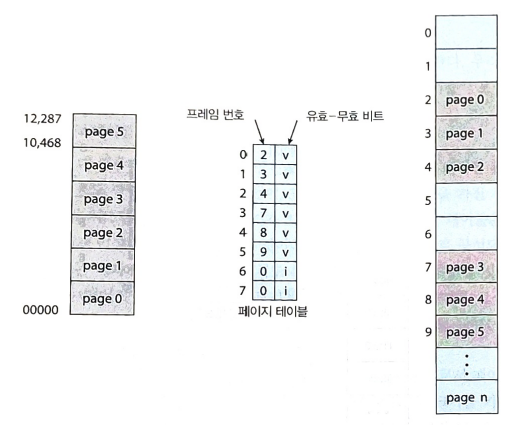 12,287
10,468
00000
page 5
page 4
page 3
page 2
page 1
page 0
프레임 번호
유효–무효 비트
0 2 v
1 3 v
2 4 v
3 7 v
4 8 v
5 9 v
6 0 i
7 0 i
페이지 테이블
0
1
2 page 0
3 page 1
4 page 2
5
6
7 page 3
8 page 4
9 page 5
⋮
page n